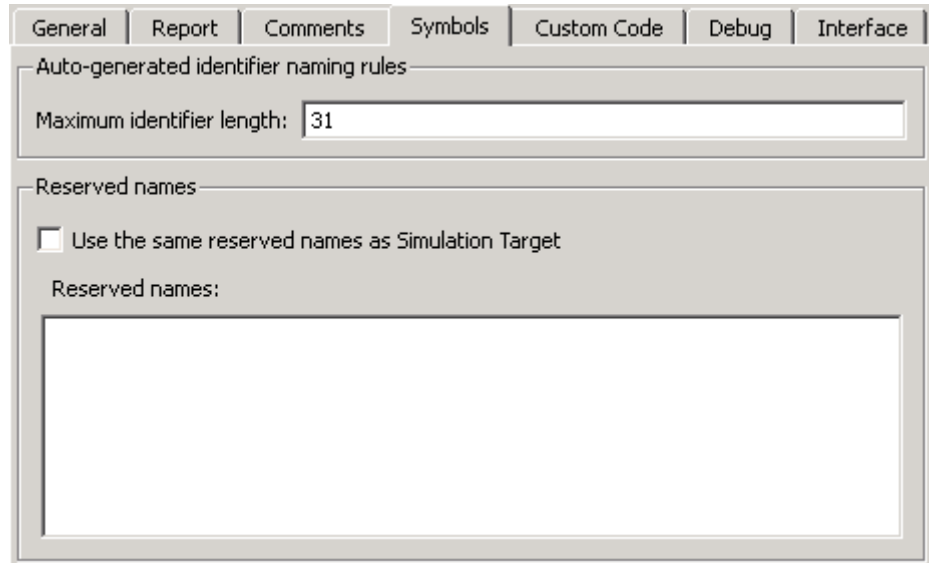 General Report Comments Symbols Custom Code Debug Interface
Auto-generated identifier naming rules
Maximum identifier length: 31
Reserved names
Use the same reserved names as Simulation Target
Reserved names: